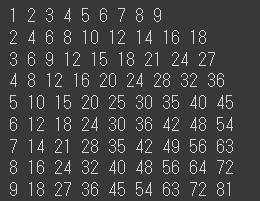 1 2 3 4 5 6 7 8 9
2 4 6 8 10 12 14 16 18
3 6 9 12 15 18 21 24 27
4 8 12 16 20 24 28 32 36
5 10 15 20 25 30 35 40 45
6 12 18 24 30 36 42 48 54
7 14 21 28 35 42 49 56 63
8 16 24 32 40 48 56 64 72
9 18 27 36 45 54 63 72 81